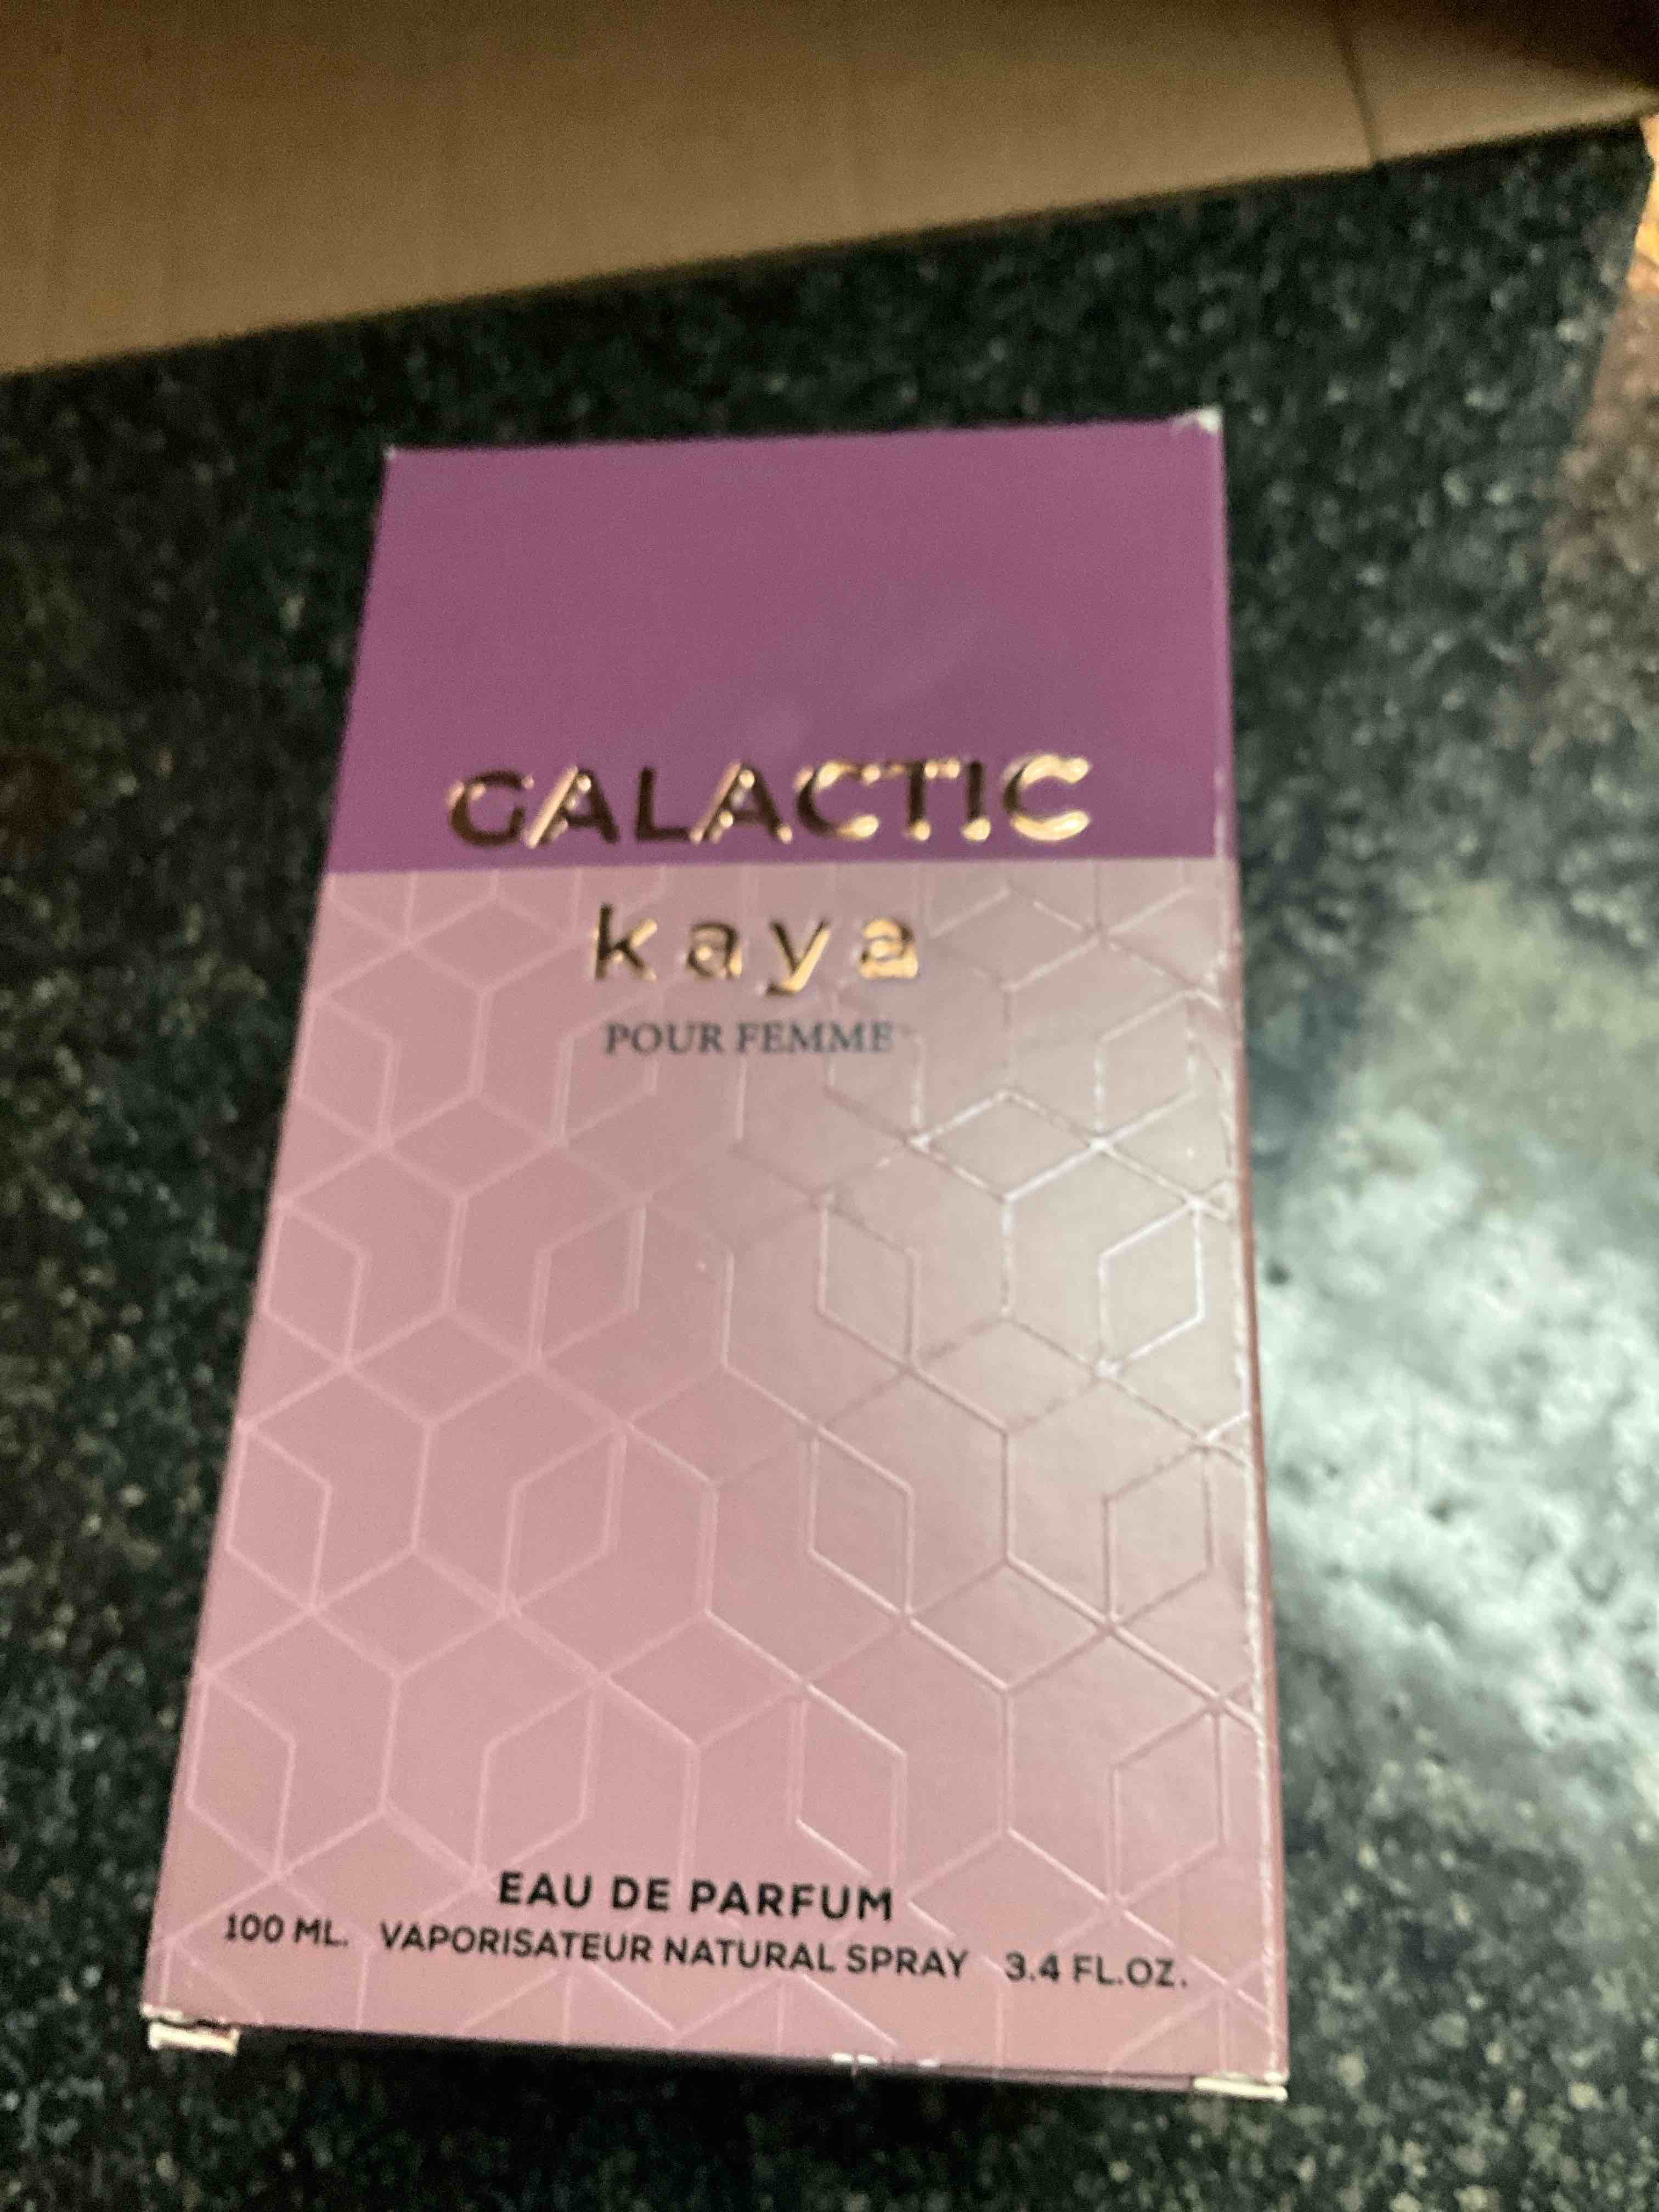 GALACTIC
kaya
POUR FEMME
EAU DE PARFUM
100 ML. VAPORISATEUR NATURAL SPRAY 3.4 FL.OZ.